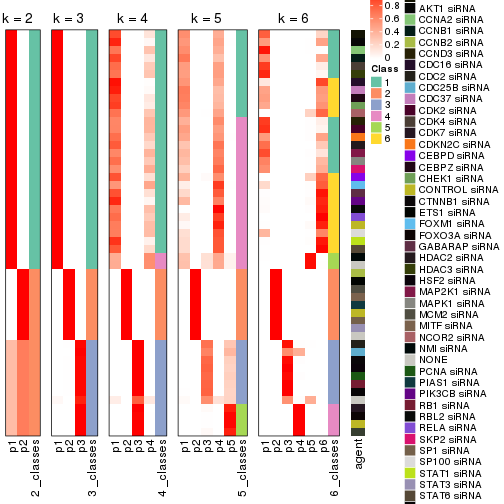 k = 2
k = 3
k = 4
k = 5
k = 6
0.8
0.6
0.4
0.2
0
Class
1
2
3
4
5
6
AKT1 siRNA
CCNA2 siRNA
CCNB1 siRNA
CCNB2 siRNA
CCND3 siRNA
CDC16 siRNA
CDC2 siRNA
CDC25B siRNA
CDC37 siRNA
CDK2 siRNA
CDK4 siRNA
CDK7 siRNA
CDKN2C siRNA
CEBPD siRNA
CEBPZ siRNA
CHEK1 siRNA
CONTROL siRNA
CTNNB1 siRNA
ETS1 siRNA
FOXM1 siRNA
FOXO3A siRNA
GABARAP siRNA
HDAC2 siRNA
HDAC3 siRNA
HSF2 siRNA
MAP2K1 siRNA
MAPK1 siRNA
MCM2 siRNA
MITF siRNA
NCOR2 siRNA
NMI siRNA
NONE
PCNA siRNA
PIAS1 siRNA
PIK3CB siRNA
RB1 siRNA
RBL2 siRNA
RELA siRNA
SKP2 siRNA
SP1 siRNA
SP100 siRNA
STAT1 siRNA
STAT3 siRNA
STAT6 siRNA
p1
p2
2_classes
p1
p2
p3
3_classes
p1
p2
p3
p4
4_classes
p1
p2
p3
p4
p5
5_classes
p1
p2
p3
p4
p5
p6
6_classes
agent